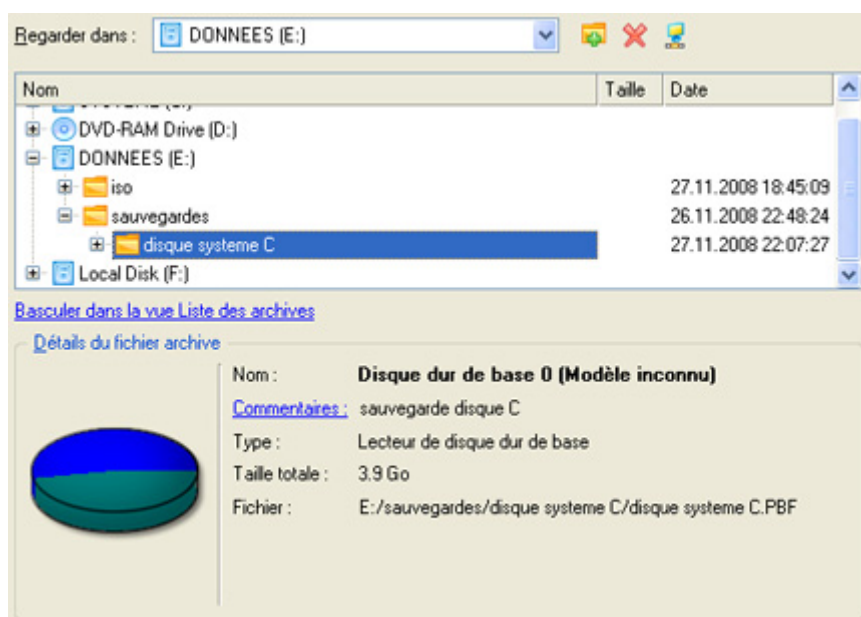 Regarder dans : DONNEES (E:)
Nom Taille Date
DVD-RAM Drive (D:)
DONNEES (E:)
iso 27.11.2008 18:45:09
sauvegardes 26.11.2008 22:48:24
disque systeme C 27.11.2008 22:07:27
Local Disk (F:)
Basculer dans la vue Liste des archives
Détails du fichier archive
Nom : Disque dur de base 0 (Modèle inconnu)
Commentaires : sauvegarde disque C
Type : Lecteur de disque dur de base
Taille totale : 3.9 Go
Fichier : E:/sauvegardes/disque systeme C/disque systeme C.PBF